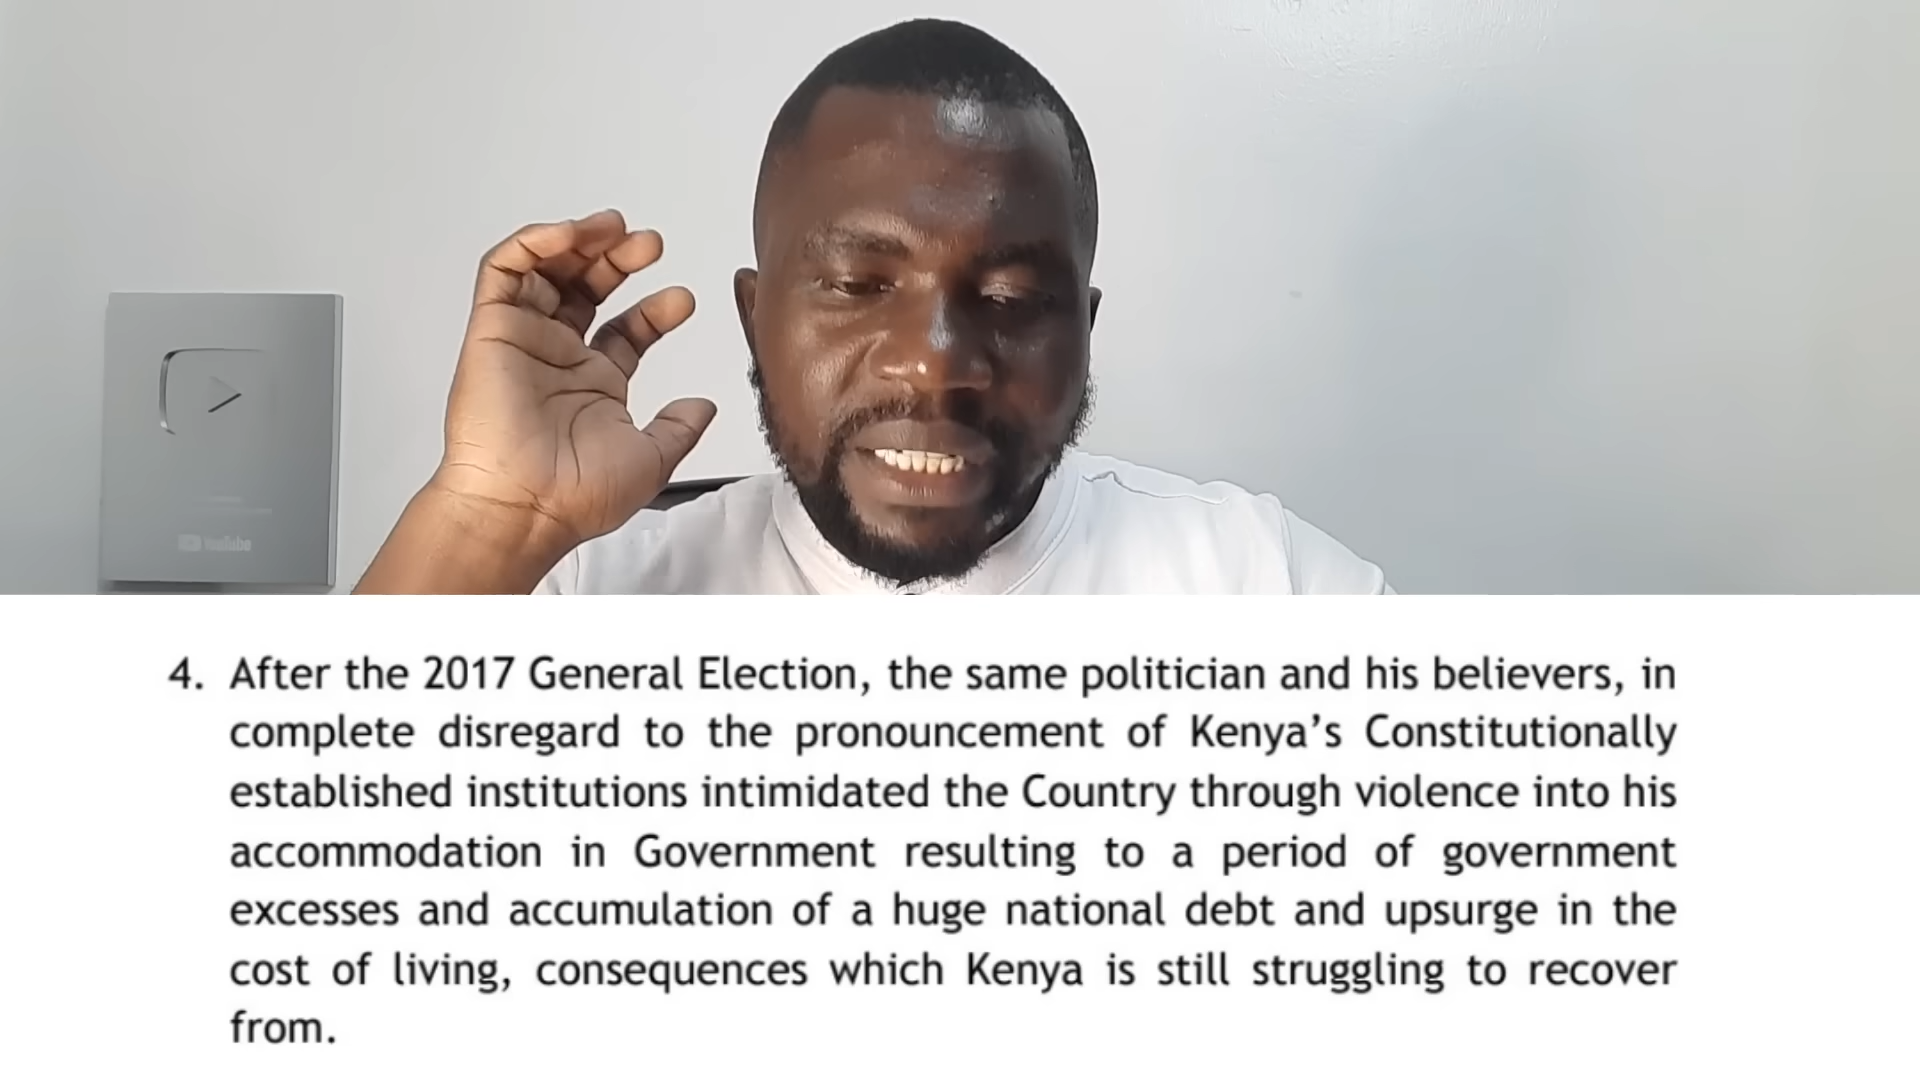 YouTube
4. After the 2017 General Election, the same politician and his believers, in
complete disregard to the pronouncement of Kenya's Constitutionally
established institutions intimidated the Country through violence into his
accommodation in Government resulting to a period of government
excesses and accumulation of a huge national debt and upsurge in the
cost of living, consequences which Kenya is still struggling to recover
from.